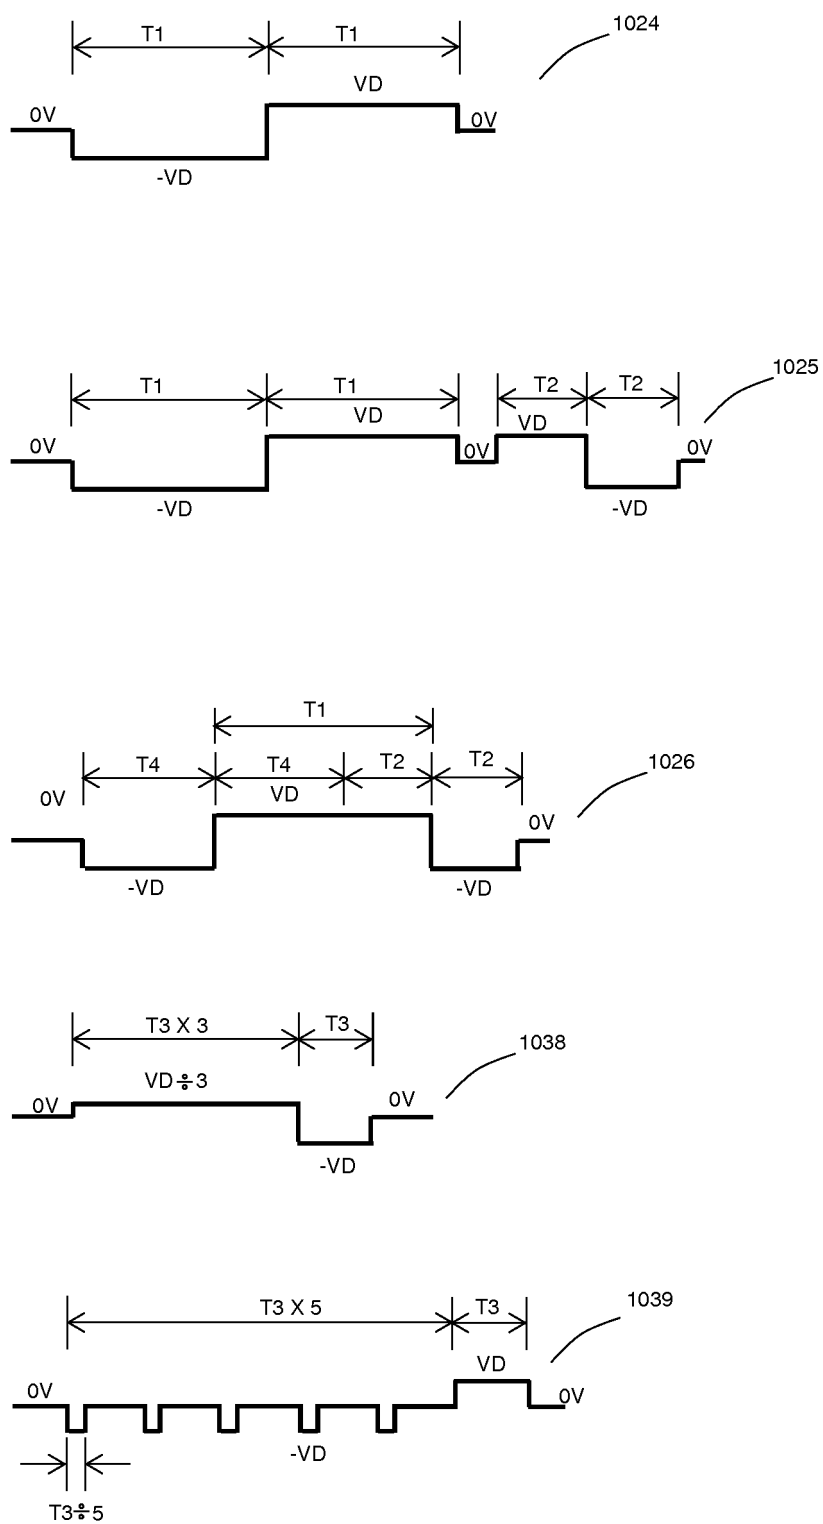 T1 T1 1024
VD
0V 0V
-VD
T1 T1 T2 T2 1025
VD VD
0V 0V 0V
-VD -VD
T1
T4 T4 T2 T2 1026
0V VD 0V
-VD -VD
T3 X 3 T3 1038
VD÷3
0V 0V
-VD
T3 X 5 T3 1039
VD
0V 0V
-VD
T3÷5